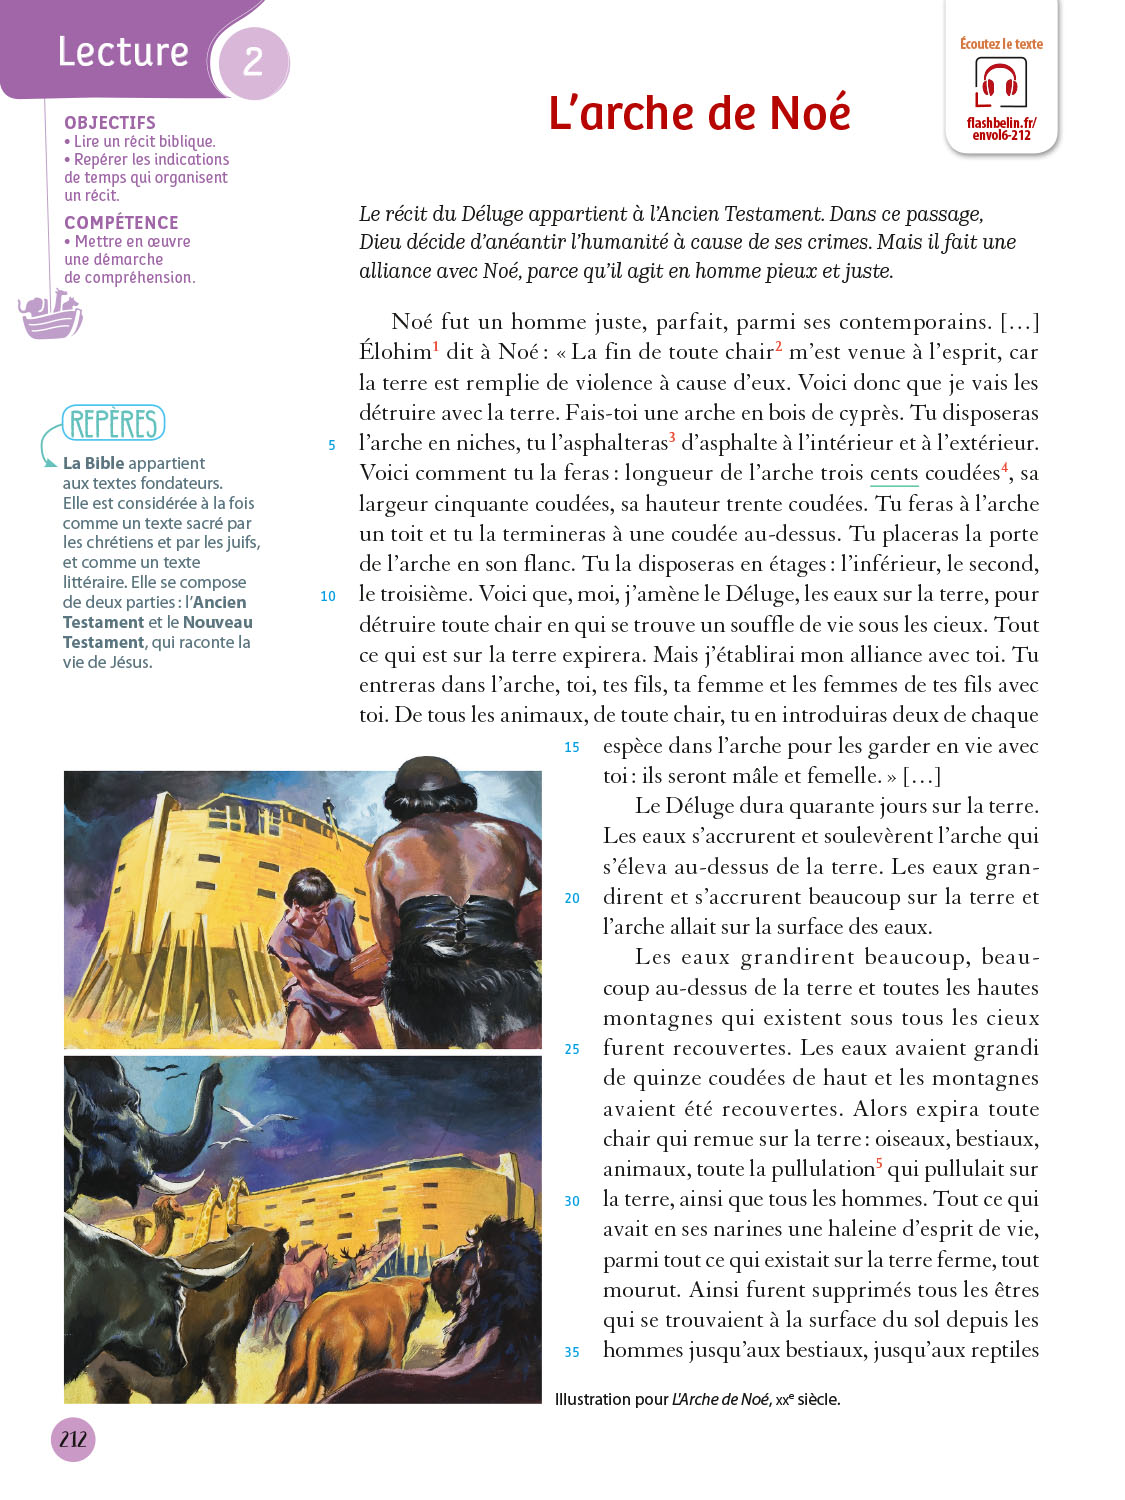 Lecture 2
Écoutez le texte
flashbelin.fr/
envol6-212
OBJECTIFS
• Lire un récit biblique.
• Repérer les indications
de temps qui organisent
un récit.
COMPÉTENCE
• Mettre en œuvre
une démarche
de compréhension.
L'arche de Noé
Le récit du Déluge appartient à l'Ancien Testament. Dans ce passage,
Dieu décide d'anéantir l'humanité à cause de ses crimes. Mais il fait une
alliance avec Noé, parce qu'il agit en homme pieux et juste.
REPÈRES
La Bible appartient
aux textes fondateurs.
Elle est considérée à la fois
comme un texte sacré par
les chrétiens et par les juifs,
et comme un texte
littéraire. Elle se compose
de deux parties : l'Ancien
Testament et le Nouveau
Testament, qui raconte la
vie de Jésus.
Noé fut un homme juste, parfait, parmi ses contemporains. […]
Élohim1 dit à Noé : « La fin de toute chair2 m'est venue à l'esprit, car
la terre est remplie de violence à cause d'eux. Voici donc que je vais les
détruire avec la terre. Fais-toi une arche en bois de cyprès. Tu disposeras
5 l'arche en niches, tu l'asphalteras3 d'asphalte à l'intérieur et à l'extérieur.
Voici comment tu la feras : longueur de l'arche trois cents coudées4, sa
largeur cinquante coudées, sa hauteur trente coudées. Tu feras à l'arche
un toit et tu la termineras à une coudée au-dessus. Tu placeras la porte
de l'arche en son flanc. Tu la disposeras en étages : l'inférieur, le second,
10 le troisième. Voici que, moi, j'amène le Déluge, les eaux sur la terre, pour
détruire toute chair en qui se trouve un souffle de vie sous les cieux. Tout
ce qui est sur la terre expirera. Mais j'établirai mon alliance avec toi. Tu
entreras dans l'arche, toi, tes fils, ta femme et les femmes de tes fils avec
toi. De tous les animaux, de toute chair, tu en introduiras deux de chaque
15 espèce dans l'arche pour les garder en vie avec
toi : ils seront mâle et femelle. » […]
Le Déluge dura quarante jours sur la terre.
Les eaux s'accrurent et soulevèrent l'arche qui
s'éleva au-dessus de la terre. Les eaux gran-
20 dirent et s'accrurent beaucoup sur la terre et
l'arche allait sur la surface des eaux.
Les eaux grandirent beaucoup, beau-
coup au-dessus de la terre et toutes les hautes
montagnes qui existent sous tous les cieux
25 furent recouvertes. Les eaux avaient grandi
de quinze coudées de haut et les montagnes
avaient été recouvertes. Alors expira toute
chair qui remue sur la terre : oiseaux, bestiaux,
animaux, toute la pullulation5 qui pullulait sur
30 la terre, ainsi que tous les hommes. Tout ce qui
avait en ses narines une haleine d'esprit de vie,
parmi tout ce qui existait sur la terre ferme, tout
mourut. Ainsi furent supprimés tous les êtres
qui se trouvaient à la surface du sol depuis les
35 hommes jusqu'aux bestiaux, jusqu'aux reptiles
Illustration pour L'Arche de Noé, XXe siècle.
212